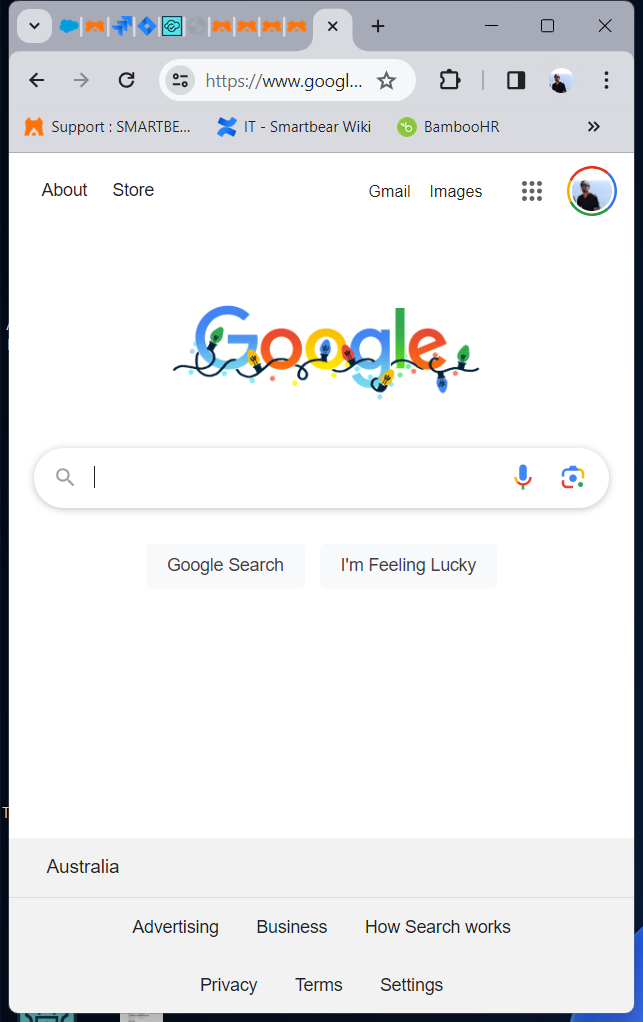 https://www.googl...
Support : SMARTBE... IT - Smartbear Wiki BambooHR
About Store Gmail Images
Google
Google Search I'm Feeling Lucky
T
Australia
Advertising Business How Search works
Privacy Terms Settings